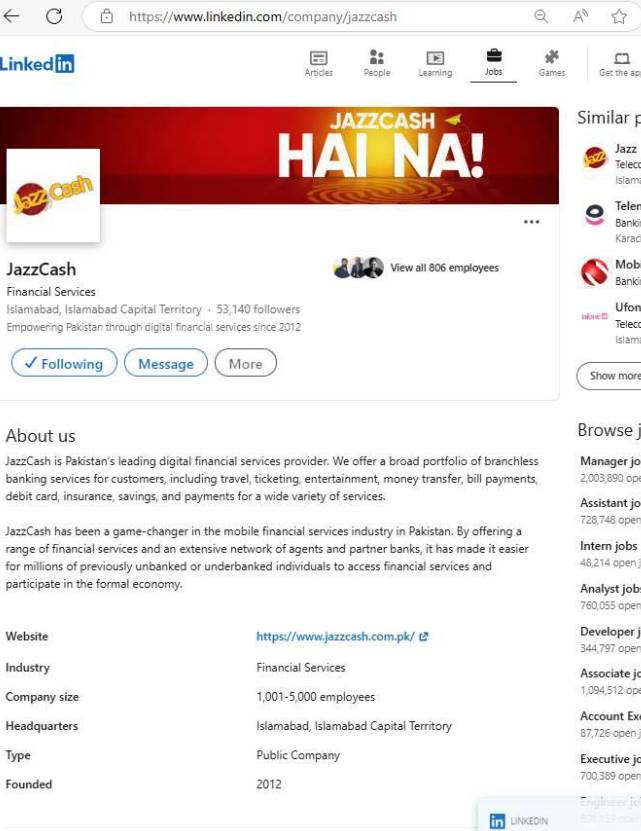 https://www.linkedin.com/company/jazzcash
Linked in
Articles
People
Learning
Jobs
Games
Get the ap
JAZZCASH
HAI NA!
Jazz Cash
JazzCash
View all 806 employees
Financial Services
Islamabad, Islamabad Capital Territory · 53,140 followers
Empowering Pakistan through digital financial services since 2012
Following
Message
More
About us
JazzCash is Pakistan's leading digital financial services provider. We offer a broad portfolio of branchless
banking services for customers, including travel, ticketing, entertainment, money transfer, bill payments,
debit card, insurance, savings, and payments for a wide variety of services.
JazzCash has been a game-changer in the mobile financial services industry in Pakistan. By offering a
range of financial services and an extensive network of agents and partner banks, it has made it easier
for millions of previously unbanked or underbanked individuals to access financial services and
participate in the formal economy.
Website https://www.jazzcash.com.pk/
Industry Financial Services
Company size 1,001-5,000 employees
Headquarters Islamabad, Islamabad Capital Territory
Type Public Company
Founded 2012
Similar p
Jazz
Teleco
Islama
Telen
Bankin
Karach
Mobi
Bankin
Ufon
Teleco
Islama
Show more
Browse j
Manager jo
2,003,890 ope
Assistant jo
728,748 open
Intern jobs
48,214 open j
Analyst jobs
760,055 open
Developer j
344,797 open
Associate jo
1,094,512 ope
Account Exe
87,726 open j
Executive jo
700,389 open
Engineer jo
in LINKEDIN